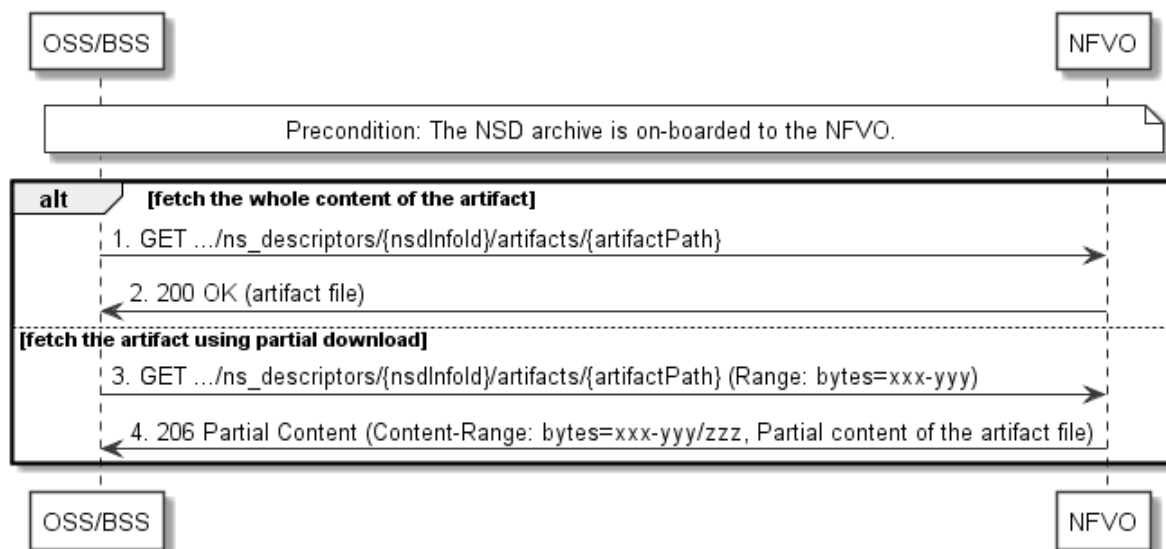 OSS/BSS
NFVO
Precondition: The NSD archive is on-boarded to the NFVO.
alt
[fetch the whole content of the artifact]
1. GET .../ns_descriptors/{nsdInfoId}/artifacts/{artifactPath}
2. 200 OK (artifact file)
[fetch the artifact using partial download]
3. GET .../ns_descriptors/{nsdInfoId}/artifacts/{artifactPath} (Range: bytes=xxx-yyy)
4. 206 Partial Content (Content-Range: bytes=xxx-yyy/zzz, Partial content of the artifact file)
OSS/BSS
NFVO